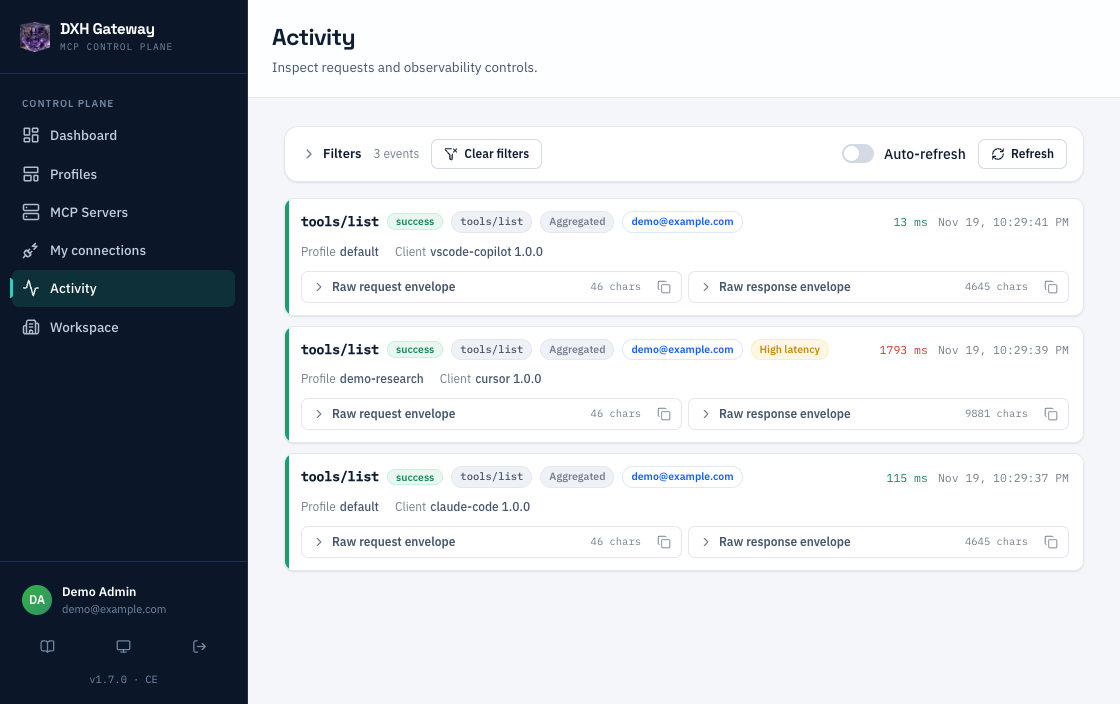 DXH Gateway
MCP CONTROL PLANE
CONTROL PLANE
Dashboard
Profiles
MCP Servers
My connections
Activity
Workspace
DA
Demo Admin
demo@example.com
v1.7.0 · CE
Activity
Inspect requests and observability controls.
Filters 3 events Clear filters Auto-refresh Refresh
tools/list success tools/list Aggregated demo@example.com 13 ms Nov 19, 10:29:41 PM
Profile default Client vscode-copilot 1.0.0
Raw request envelope 46 chars Raw response envelope 4645 chars
tools/list success tools/list Aggregated demo@example.com High latency 1793 ms Nov 19, 10:29:39 PM
Profile demo-research Client cursor 1.0.0
Raw request envelope 46 chars Raw response envelope 9881 chars
tools/list success tools/list Aggregated demo@example.com 115 ms Nov 19, 10:29:37 PM
Profile default Client claude-code 1.0.0
Raw request envelope 46 chars Raw response envelope 4645 chars